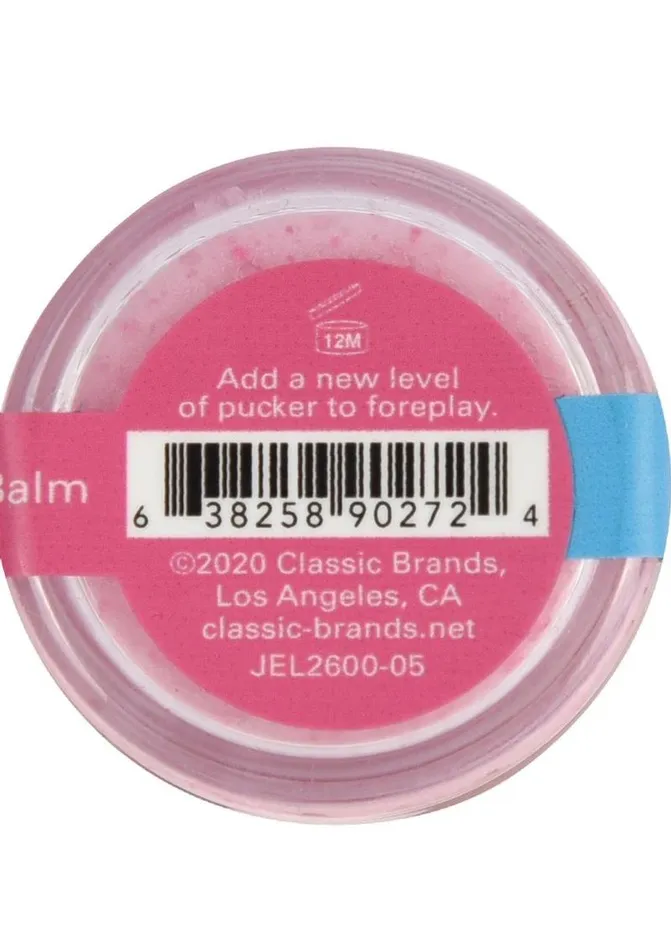 12M
Add a new level
of pucker to foreplay.
Balm
6 38258 90272 4
©2020 Classic Brands,
Los Angeles, CA
classic-brands.net
JEL2600-05